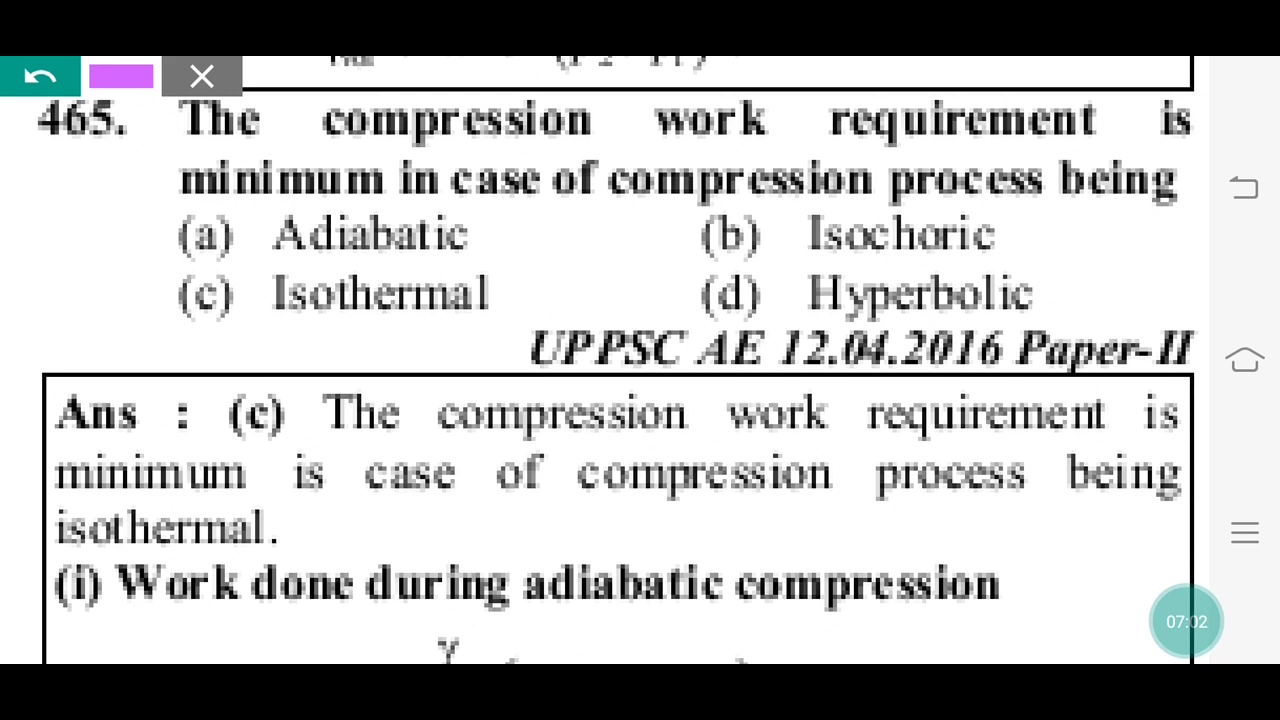 465. The compression work requirement is
minimum in case of compression process being
(a) Adiabatic (b) Isochoric
(c) Isothermal (d) Hyperbolic
UPPSC AE 12.04.2016 Paper-II
Ans : (c) The compression work requirement is
minimum is case of compression process being
isothermal.
(i) Work done during adiabatic compression
07:02